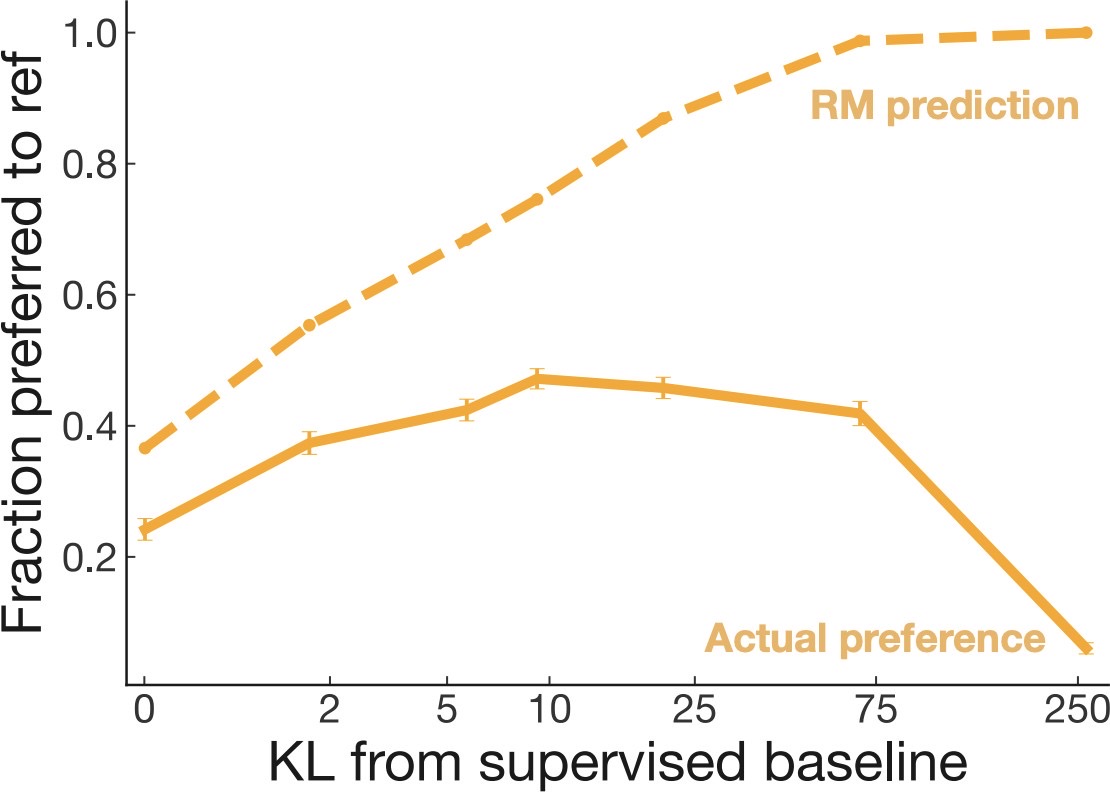 Fraction preferred to ref
1.0
0.8
0.6
0.4
0.2
RM prediction
Actual preference
0 2 5 10 25 75 250
KL from supervised baseline